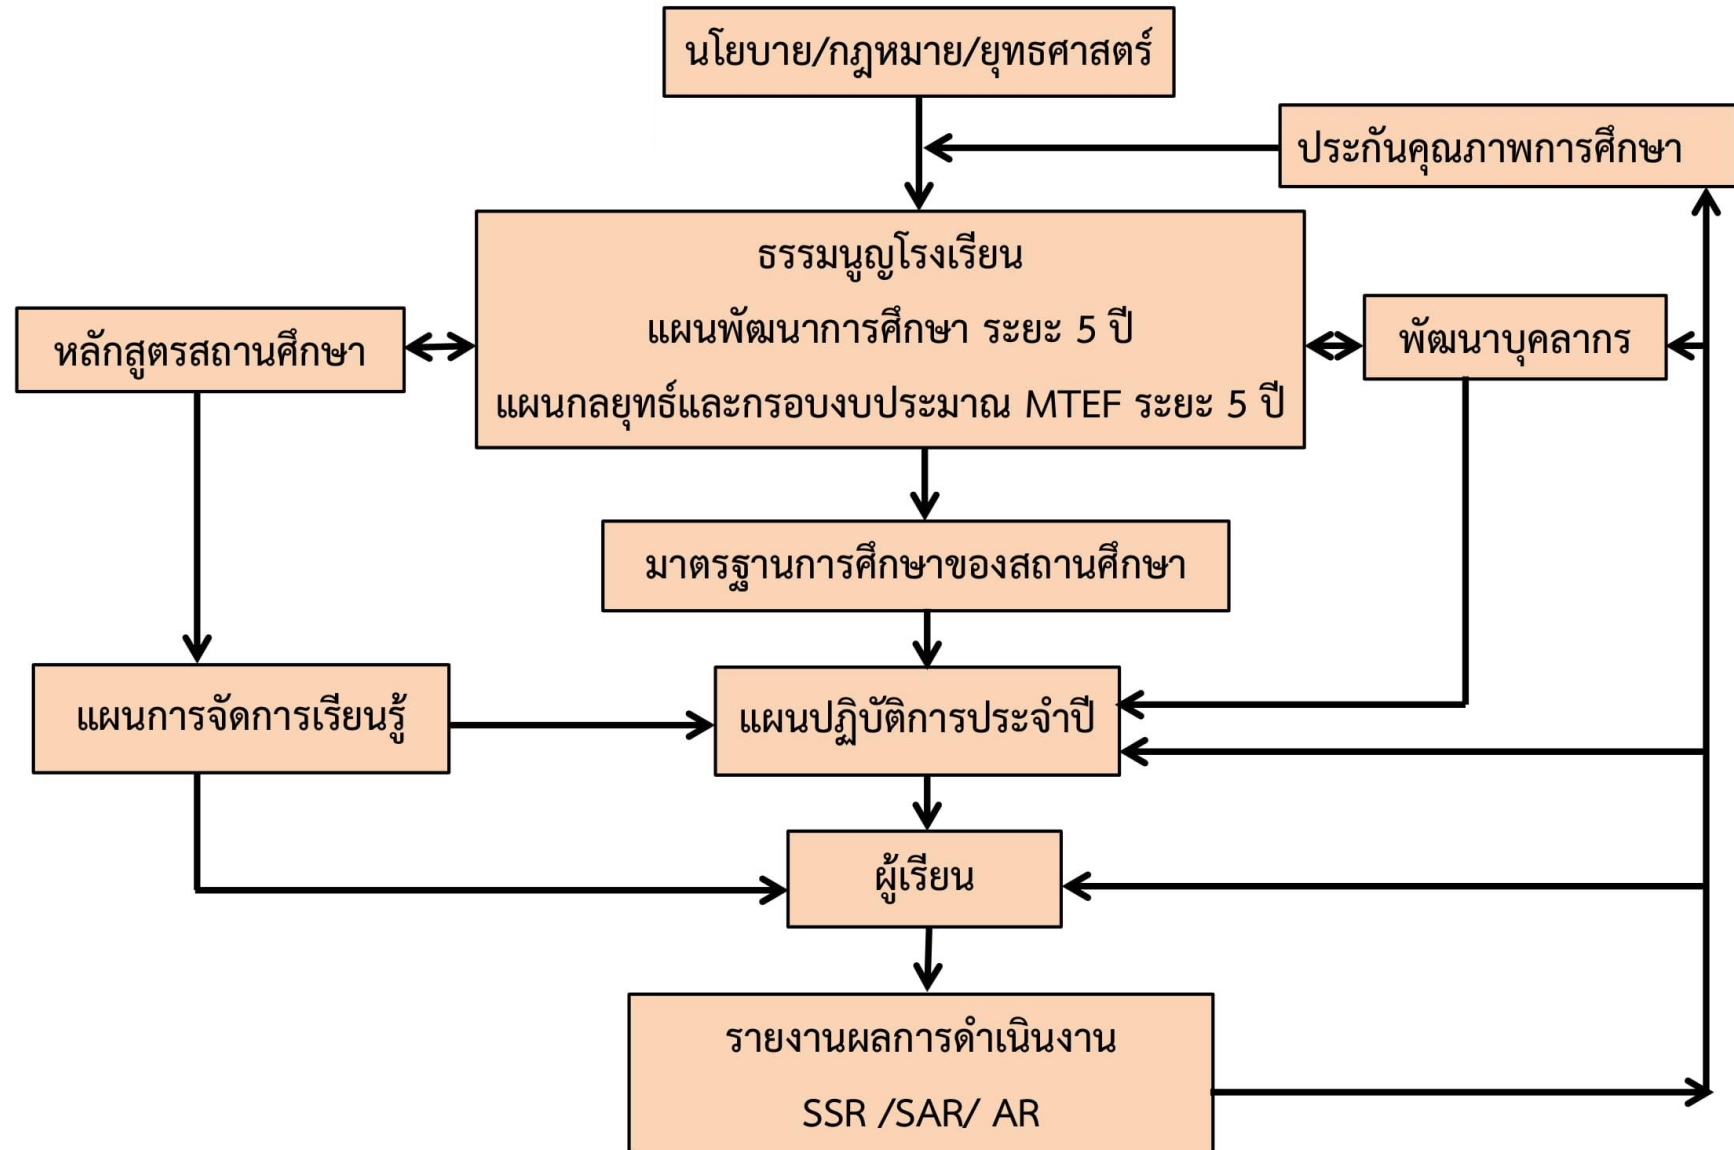 นโยบาย/กฎหมาย/ยุทธศาสตร์
ประกันคุณภาพการศึกษา
ธรรมนูญโรงเรียน
แผนพัฒนาการศึกษา ระยะ 5 ปี
แผนกลยุทธ์และกรอบงบประมาณ MTEF ระยะ 5 ปี
หลักสูตรสถานศึกษา
พัฒนาบุคลากร
มาตรฐานการศึกษาของสถานศึกษา
แผนการจัดการเรียนรู้
แผนปฏิบัติการประจำปี
ผู้เรียน
รายงานผลการดำเนินงาน
SSR /SAR/ AR